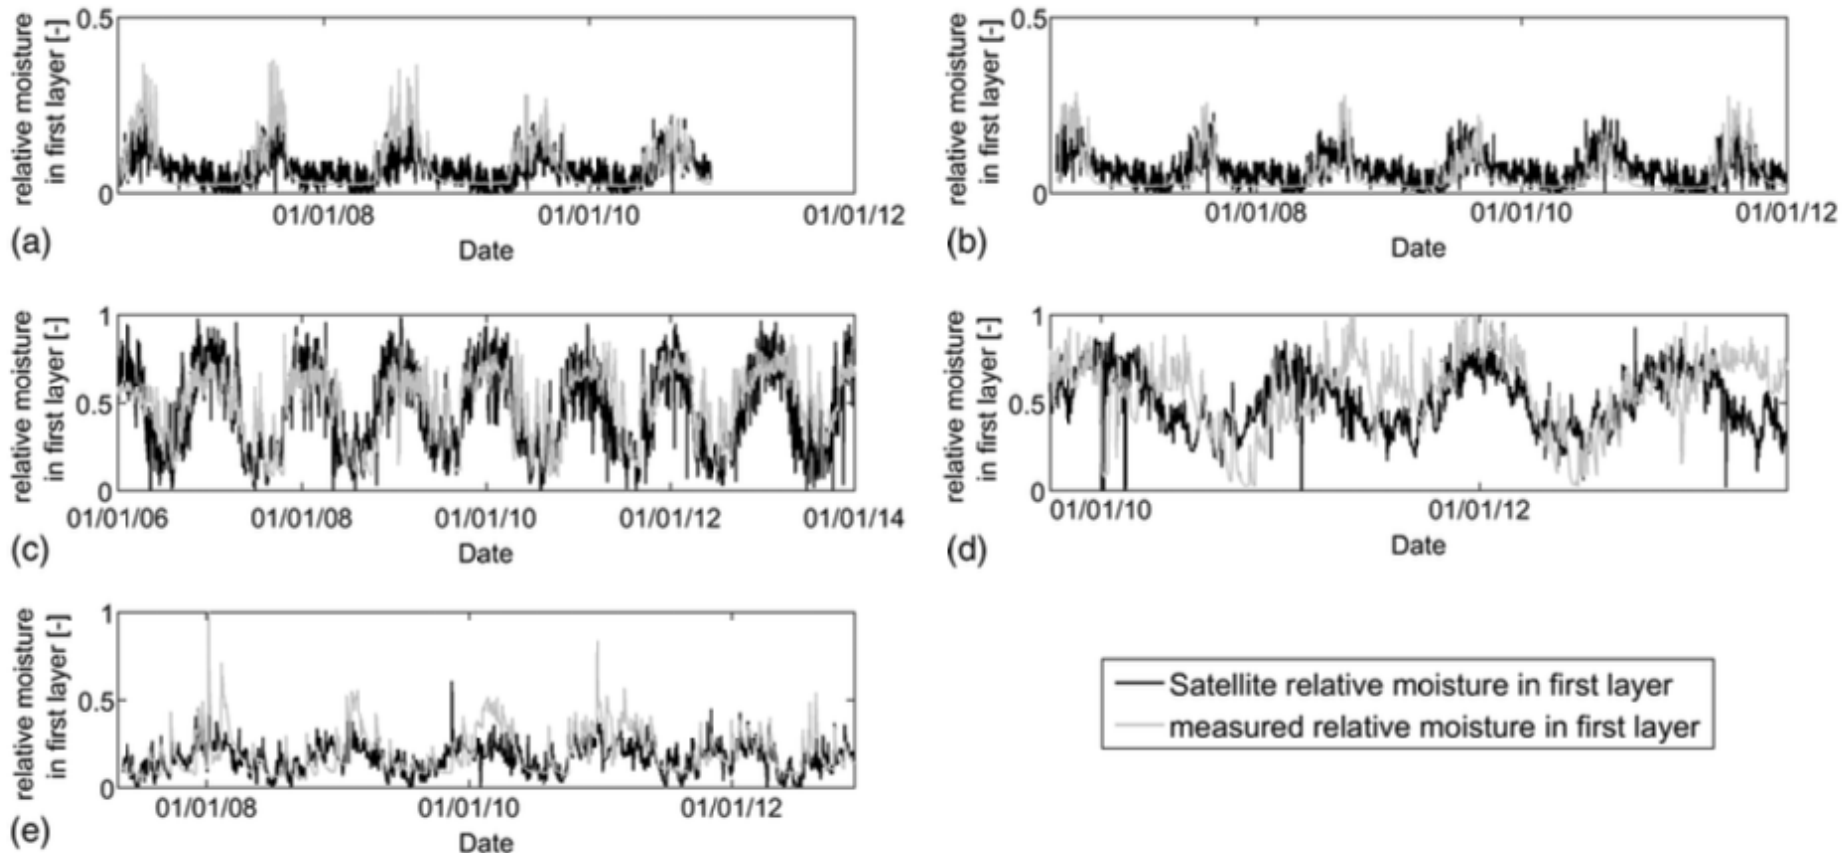 relative moisture
in first layer [-]
0.5
0
01/01/08
01/01/10
01/01/12
Date
(a)
relative moisture
in first layer [-]
0.5
0
01/01/08
01/01/10
01/01/12
Date
(b)
relative moisture
in first layer [-]
1
0.5
0
01/01/06
01/01/08
01/01/10
01/01/12
01/01/14
Date
(c)
relative moisture
in first layer [-]
1
0.5
0
01/01/10
01/01/12
Date
(d)
relative moisture
in first layer [-]
1
0.5
0
01/01/08
01/01/10
01/01/12
Date
(e)
Satellite relative moisture in first layer
measured relative moisture in first layer